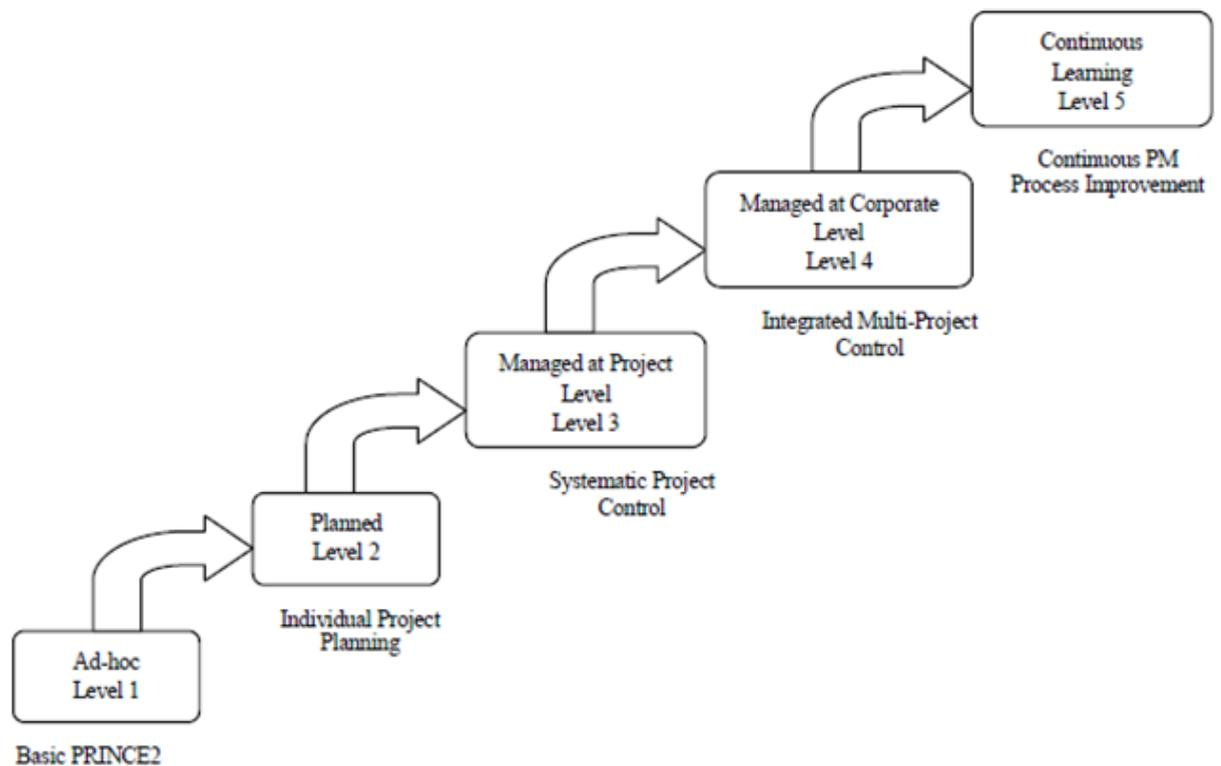 Continuous
Learning
Level 5
Continuous PM
Process Improvement
Managed at Corporate
Level
Level 4
Integrated Multi-Project
Control
Managed at Project
Level
Level 3
Systematic Project
Control
Planned
Level 2
Individual Project
Planning
Ad-hoc
Level 1
Basic PRINCE2